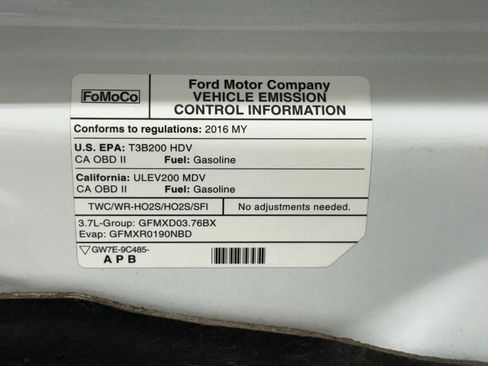 FoMoCo
Ford Motor Company
VEHICLE EMISSION
CONTROL INFORMATION
Conforms to regulations: 2016 MY
U.S. EPA: T3B200 HDV
CA OBD II Fuel: Gasoline
California: ULEV200 MDV
CA OBD II Fuel: Gasoline
TWC/WR-HO2S/HO2S/SFI No adjustments needed.
3.7L-Group: GFMXD03.76BX
Evap: GFMXR0190NBD
GW7E-9C485-
A P B